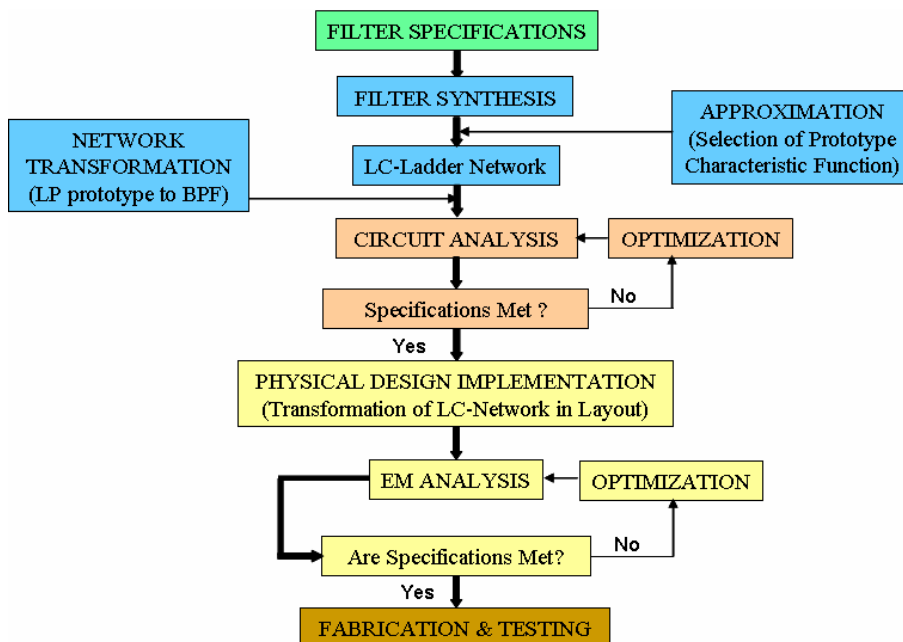 FILTER SPECIFICATIONS
FILTER SYNTHESIS
APPROXIMATION
(Selection of Prototype
Characteristic Function)
NETWORK
TRANSFORMATION
(LP prototype to BPF)
LC-Ladder Network
CIRCUIT ANALYSIS
OPTIMIZATION
Specifications Met ?
No
Yes
PHYSICAL DESIGN IMPLEMENTATION
(Transformation of LC-Network in Layout)
EM ANALYSIS
OPTIMIZATION
Are Specifications Met?
No
Yes
FABRICATION & TESTING